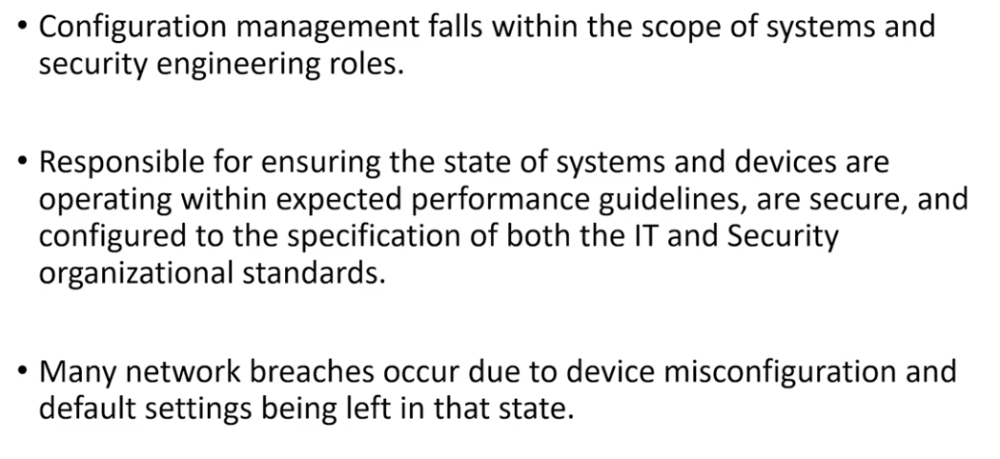 • Configuration management falls within the scope of systems and
security engineering roles.
• Responsible for ensuring the state of systems and devices are
operating within expected performance guidelines, are secure, and
configured to the specification of both the IT and Security
organizational standards.
• Many network breaches occur due to device misconfiguration and
default settings being left in that state.